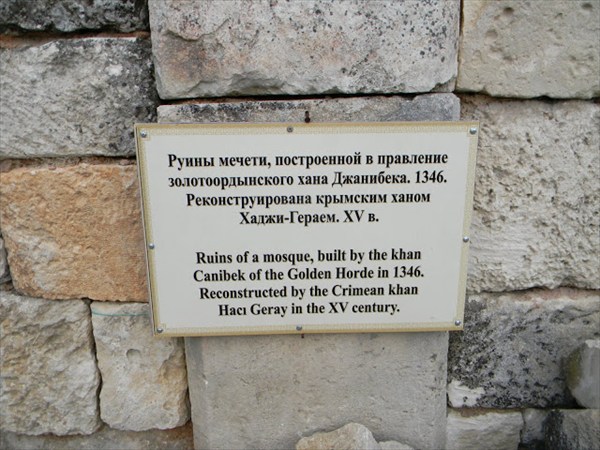 Руины мечети, построенной в правление
золотоордынского хана Джанибека. 1346.
Реконструирована крымским ханом
Хаджи-Гераем. XV в.
Ruins of a mosque, built by the khan
Canibek of the Golden Horde in 1346.
Reconstructed by the Crimean khan
Hacı Geray in the XV century.